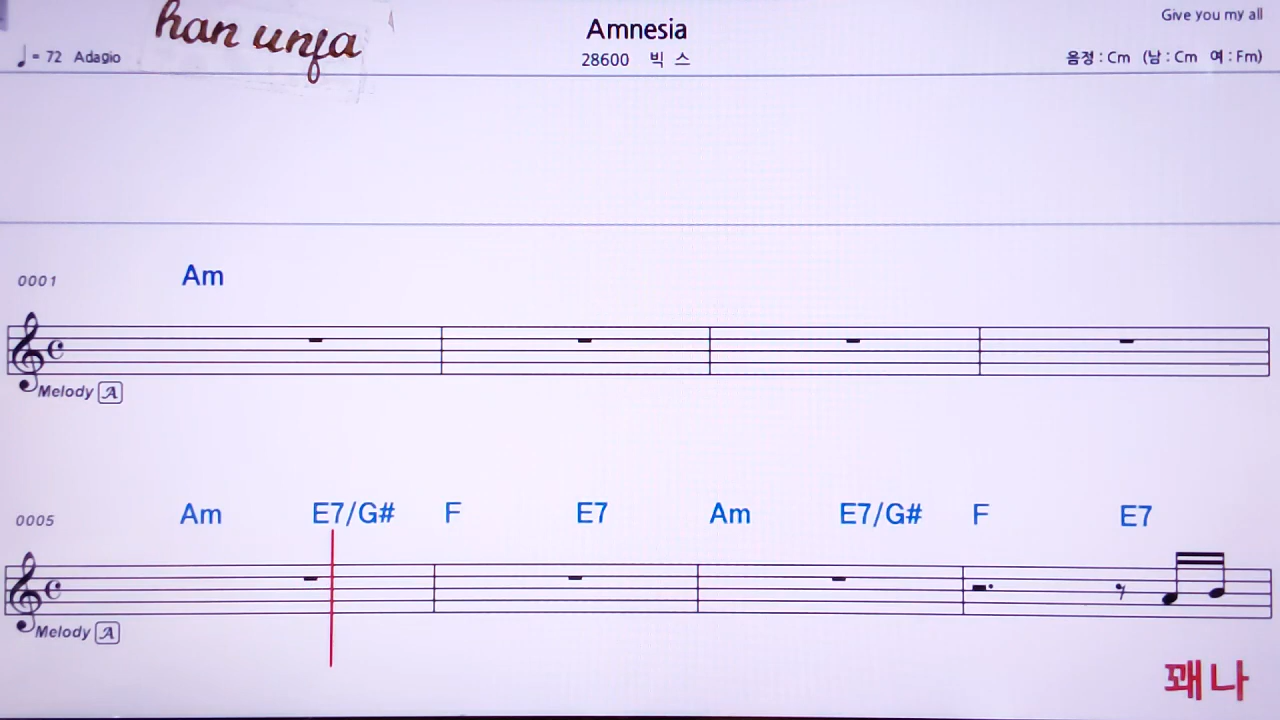 han unfa
Amnesia
Give you my all
= 72 Adagio
28600 빅 스
음정 : Cm (남 : Cm 여 : Fm)
0001
Am
Melody A
0005
Am E7/G# F E7 Am E7/G# F E7
Melody A
꽤나